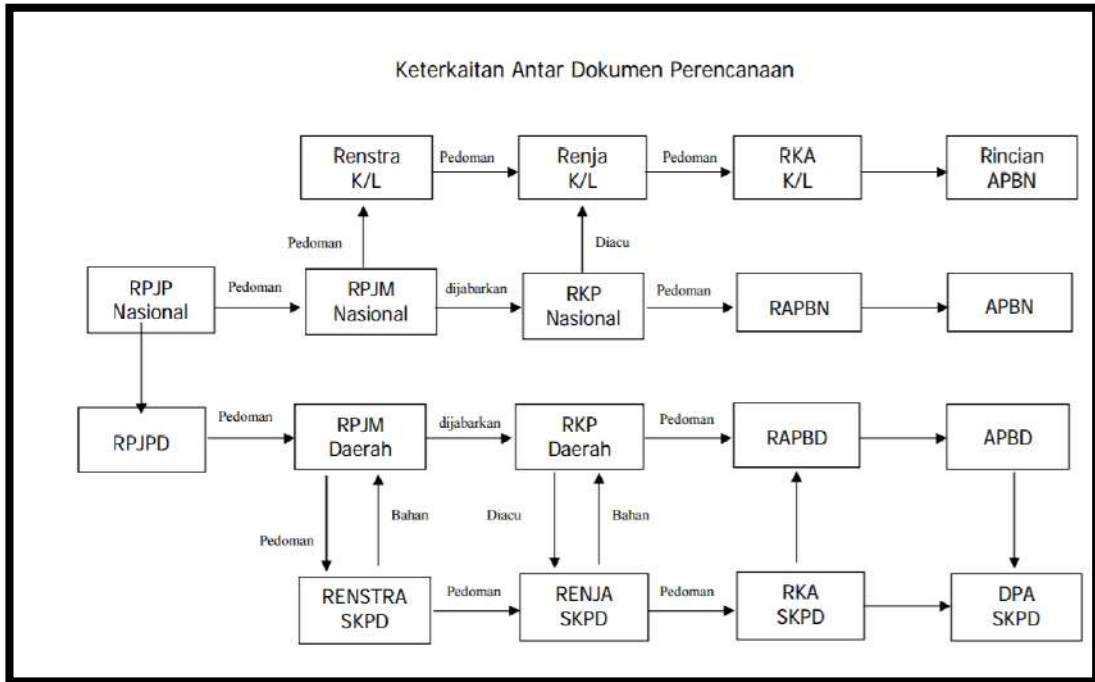 Keterkaitan Antar Dokumen Perencanaan
Renstra
K/L
Pedoman
Renja
K/L
Pedoman
RKA
K/L
Rincian
APBN
Pedoman
Diacu
RPJP
Nasional
Pedoman
RPJM
Nasional
dijabarkan
RKP
Nasional
Pedoman
RAPBN
APBN
RPJPD
Pedoman
RPJM
Daerah
dijabarkan
RKP
Daerah
Pedoman
RAPBD
APBD
Pedoman
Bahan
Diacu
Bahan
RENSTRA
SKPD
Pedoman
RENJA
SKPD
Pedoman
RKA
SKPD
DPA
SKPD